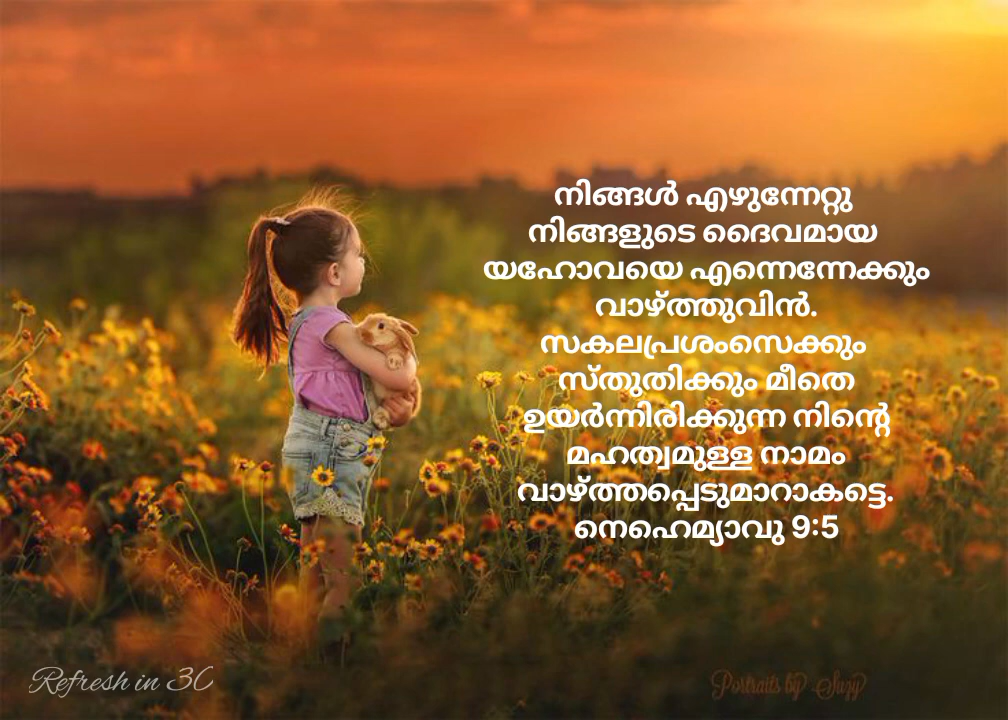 നിങ്ങൾ എഴുന്നേറ്റു
നിങ്ങളുടെ ദൈവമായ
യഹോവയെ എന്നെന്നേക്കും
വാഴ്ത്തുവിൻ.
സകലപ്രശംസെക്കും
സ്തുതിക്കും മീതെ
ഉയർന്നിരിക്കുന്ന നിന്റെ
മഹത്വമുള്ള നാമം
വാഴ്ത്തപ്പെടുമാറാകട്ടെ.
നെഹെമ്യാവു 9:5
Refresh in 30
Portraits by Suzy